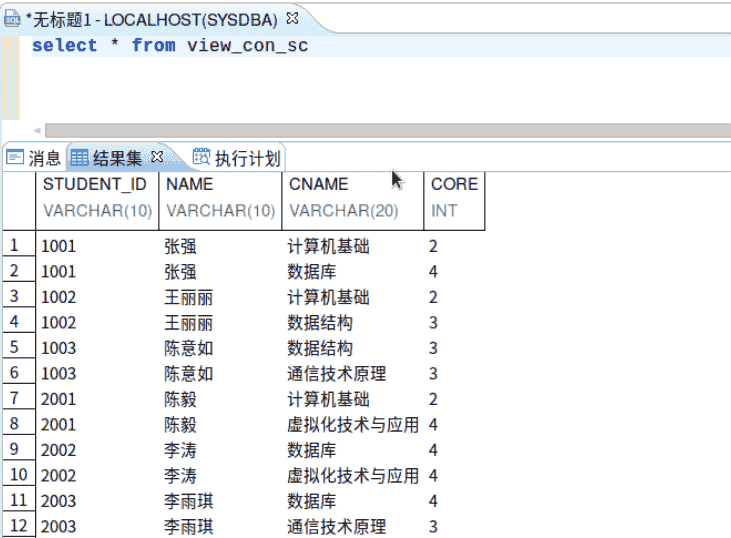 *无标题1 - LOCALHOST(SYSDBA)
select * from view_con_sc
消息 结果集 执行计划
STUDENT_ID NAME CNAME CORE
VARCHAR(10) VARCHAR(10) VARCHAR(20) INT
1 1001 张强 计算机基础 2
2 1001 张强 数据库 4
3 1002 王丽丽 计算机基础 2
4 1002 王丽丽 数据结构 3
5 1003 陈意如 数据结构 3
6 1003 陈意如 通信技术原理 3
7 2001 陈毅 计算机基础 2
8 2001 陈毅 虚拟化技术与应用 4
9 2002 李涛 数据库 4
10 2002 李涛 虚拟化技术与应用 4
11 2003 李雨琪 数据库 4
12 2003 李雨琪 通信技术原理 3